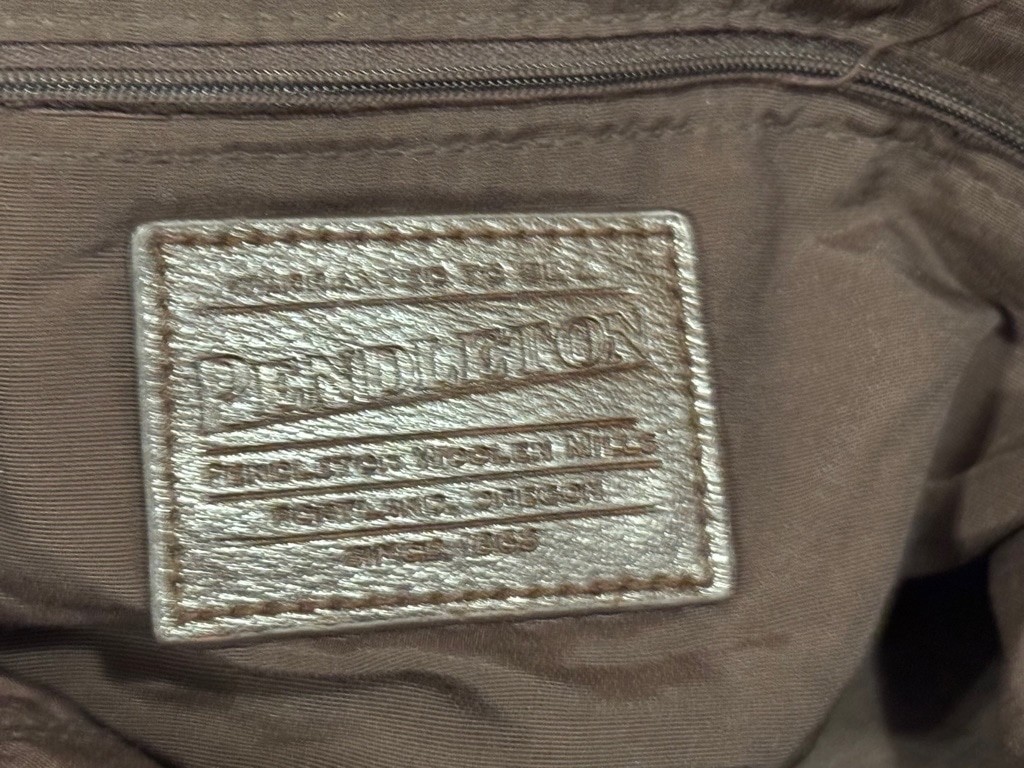 PENDLETON
PENDLETON WOOLEN MILLS
PORTLAND, OREGON
SINCE 1863